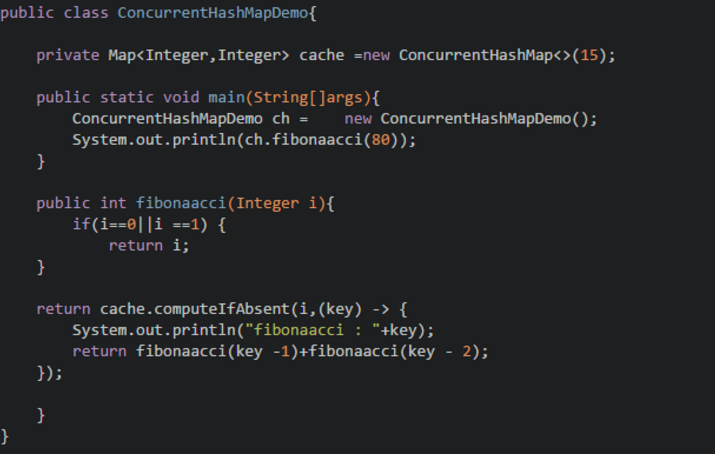 public class ConcurrentHashMapDemo{
private Map<Integer,Integer> cache =new ConcurrentHashMap<>(15);
public static void main(String[]args){
ConcurrentHashMapDemo ch =    new ConcurrentHashMapDemo();
System.out.println(ch.fibonaacci(80));
}
public int fibonaacci(Integer i){
if(i==0||i ==1) {
return i;
}
return cache.computeIfAbsent(i,(key) -> {
System.out.println("fibonaacci : "+key);
return fibonaacci(key -1)+fibonaacci(key - 2);
});
}
}